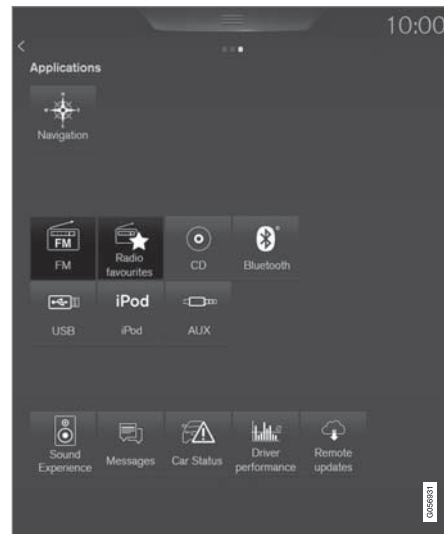 10:00
Applications
Navigation
FM
FM
Radio
favourites
CD
Bluetooth
USB
iPod
iPod
AUX
Sound
Experience
Messages
Car Status
Driver
performance
Remote
updates
G056931